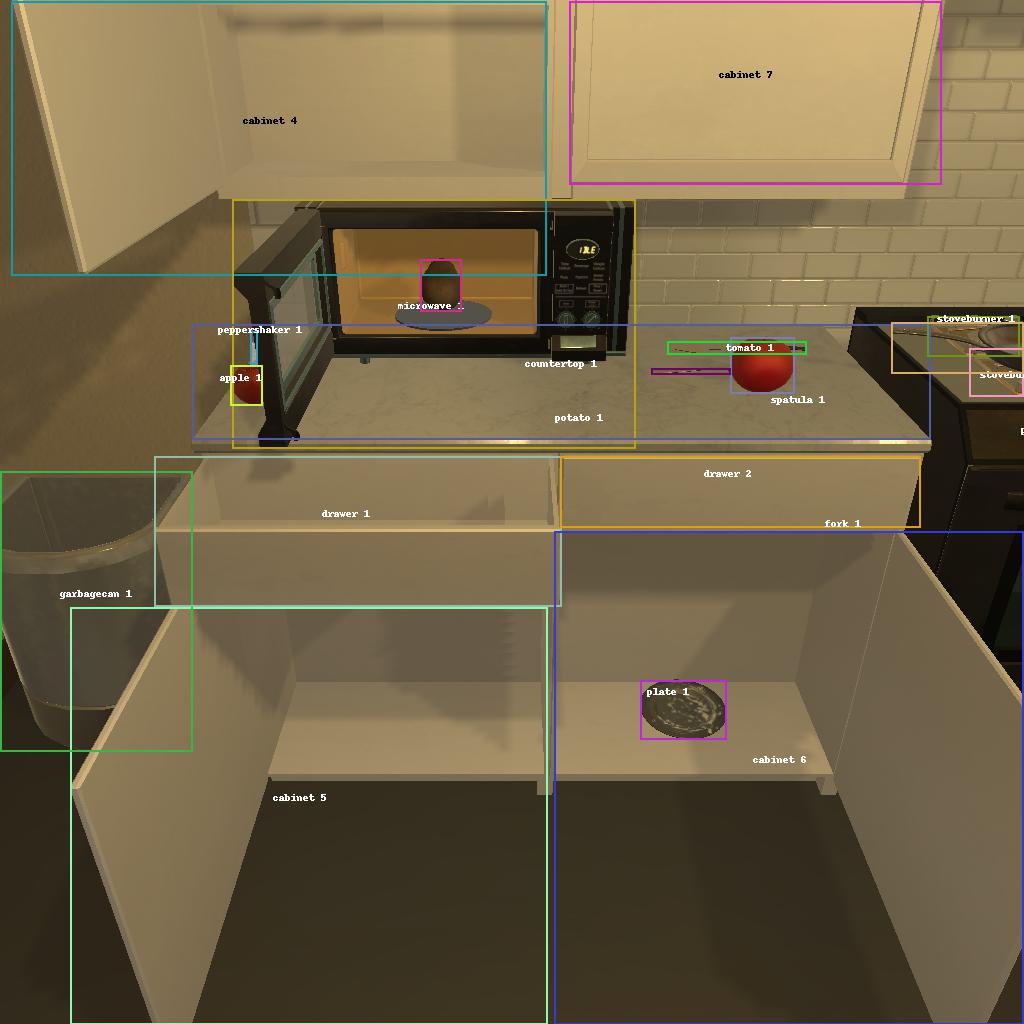 cabinet 7
cabinet 4
microwave 1
stoveburner 1
peppershaker 1
tomato 1
countertop 1
apple 1
stovebu
spatula 1
potato 1
drawer 2
drawer 1
fork 1
garbagecan 1
plate 1
cabinet 6
cabinet 5